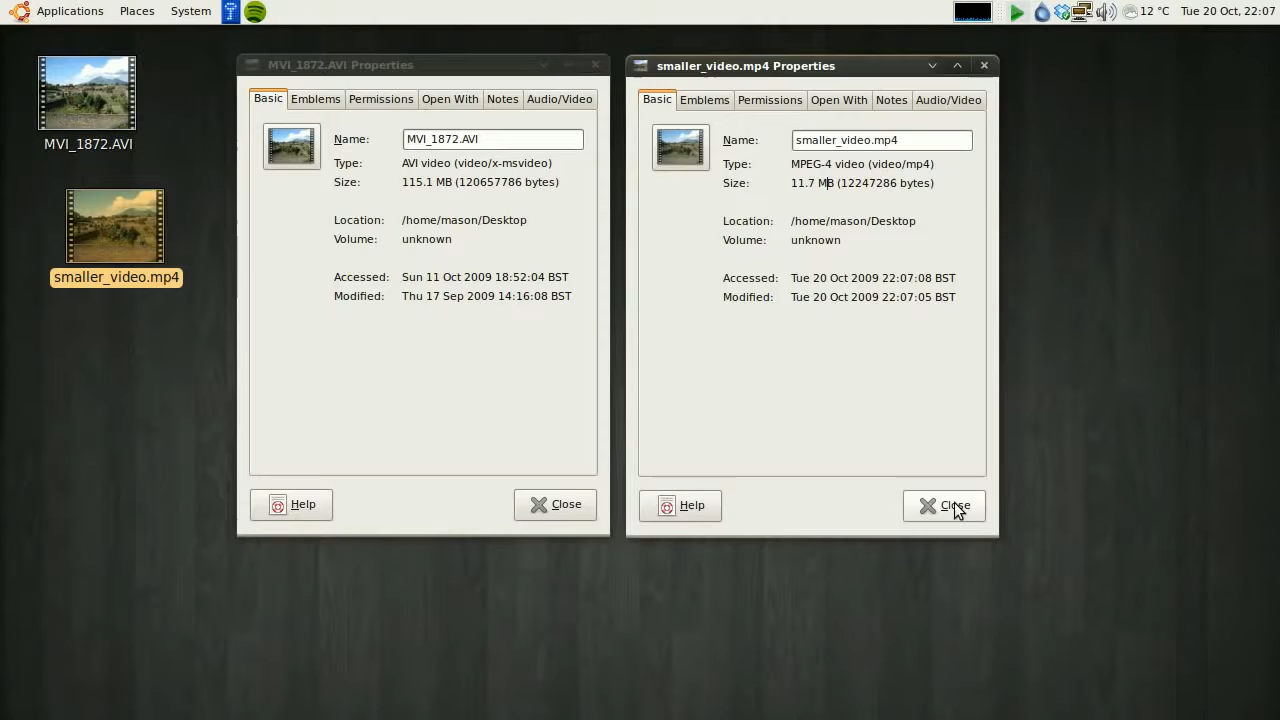 Applications Places System
12 °C Tue 20 Oct, 22:07
MVI_1872.AVI
smaller_video.mp4
MVI_1872.AVI Properties
Basic Emblems Permissions Open With Notes Audio/Video
Name: MVI_1872.AVI
Type: AVI video (video/x-msvideo)
Size: 115.1 MB (120657786 bytes)
Location: /home/mason/Desktop
Volume: unknown
Accessed: Sun 11 Oct 2009 18:52:04 BST
Modified: Thu 17 Sep 2009 14:16:08 BST
Help Close
smaller_video.mp4 Properties
Basic Emblems Permissions Open With Notes Audio/Video
Name: smaller_video.mp4
Type: MPEG-4 video (video/mp4)
Size: 11.7 MB (12247286 bytes)
Location: /home/mason/Desktop
Volume: unknown
Accessed: Tue 20 Oct 2009 22:07:08 BST
Modified: Tue 20 Oct 2009 22:07:05 BST
Help Close